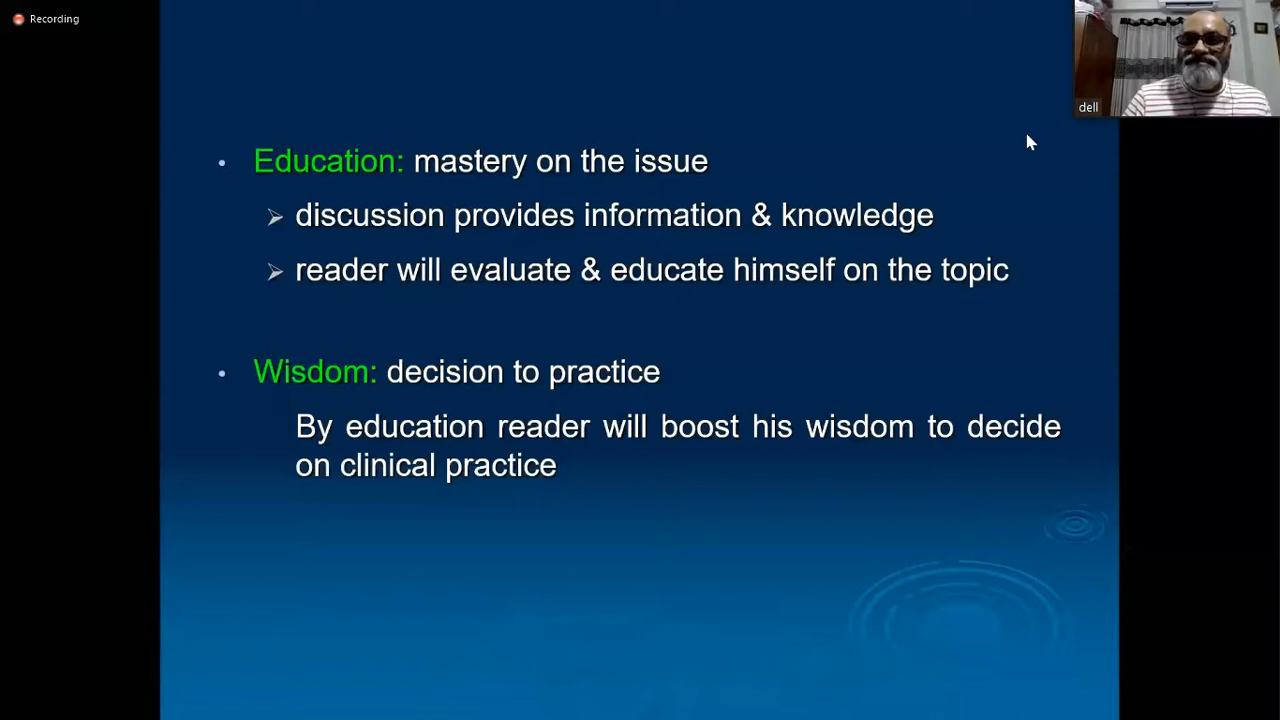 Recording
dell
• Education: mastery on the issue
➢ discussion provides information & knowledge
➢ reader will evaluate & educate himself on the topic
• Wisdom: decision to practice
By education reader will boost his wisdom to decide
on clinical practice